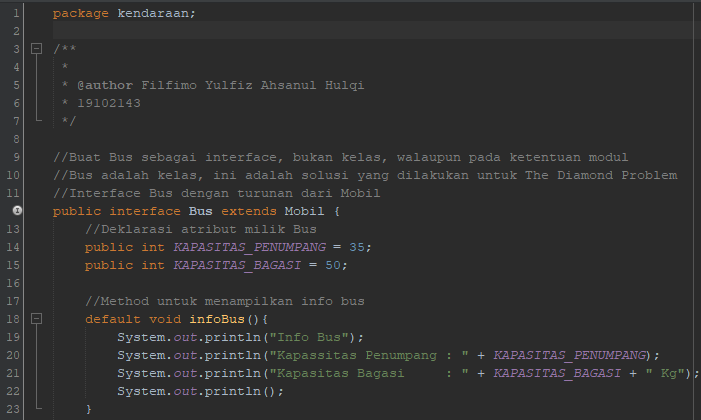 1 package kendaraan;
2
3 /**
4 *
5 * @author Filfimo Yulfiz Ahsanul Hulqi
6 * 19102143
7 */
8
9 //Buat Bus sebagai interface, bukan kelas, walaupun pada ketentuan modul
10 //Bus adalah kelas, ini adalah solusi yang dilakukan untuk The Diamond Problem
11 //Interface Bus dengan turunan dari Mobil
public interface Bus extends Mobil {
13 //Deklarasi atribut milik Bus
14 public int KAPASITAS_PENUMPANG = 35;
15 public int KAPASITAS_BAGASI = 50;
16
17 //Method untuk menampilkan info bus
18 default void infoBus(){
19 System.out.println("Info Bus");
20 System.out.println("Kapassitas Penumpang : " + KAPASITAS_PENUMPANG);
21 System.out.println("Kapasitas Bagasi     : " + KAPASITAS_BAGASI + " Kg");
22 System.out.println();
23 }